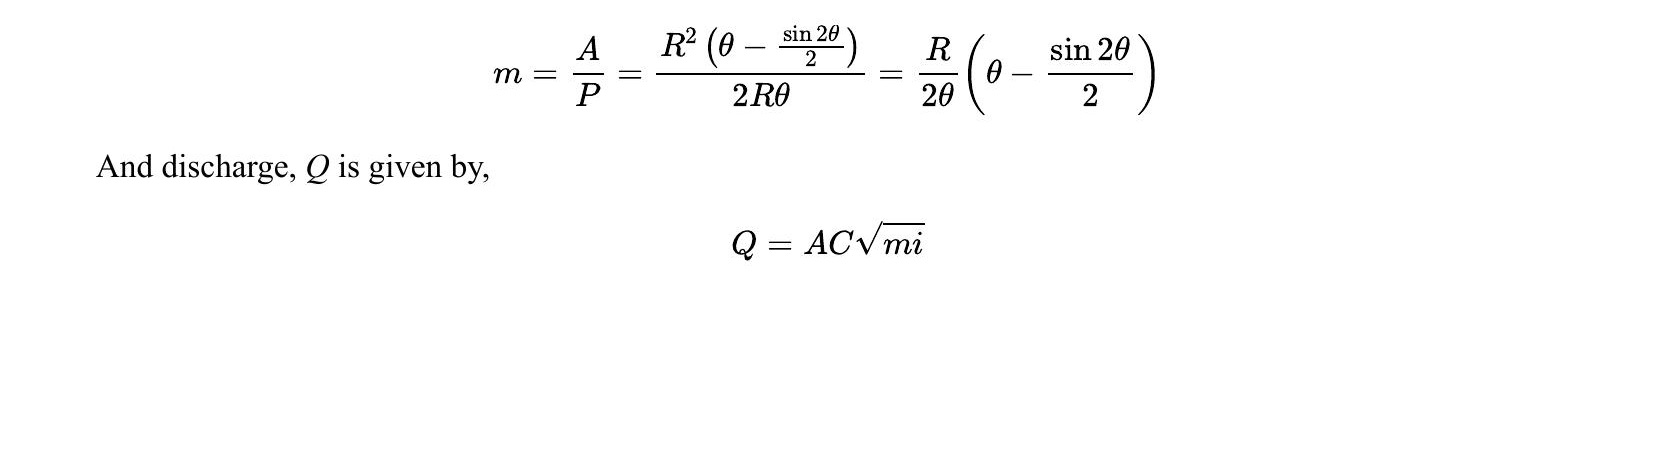 m = \frac{A}{P} = \frac{R^2 \left(\theta - \frac{\sin 2\theta}{2}\right)}{2R\theta} = \frac{R}{2\theta} \left(\theta - \frac{\sin 2\theta}{2}\right)
And discharge, Q is given by,
Q = AC\sqrt{mi}